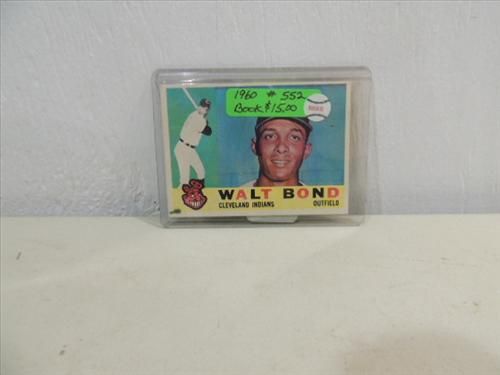 1960 # 552
Book $15.00
ROOKIE
WALT BOND
CLEVELAND INDIANS OUTFIELD